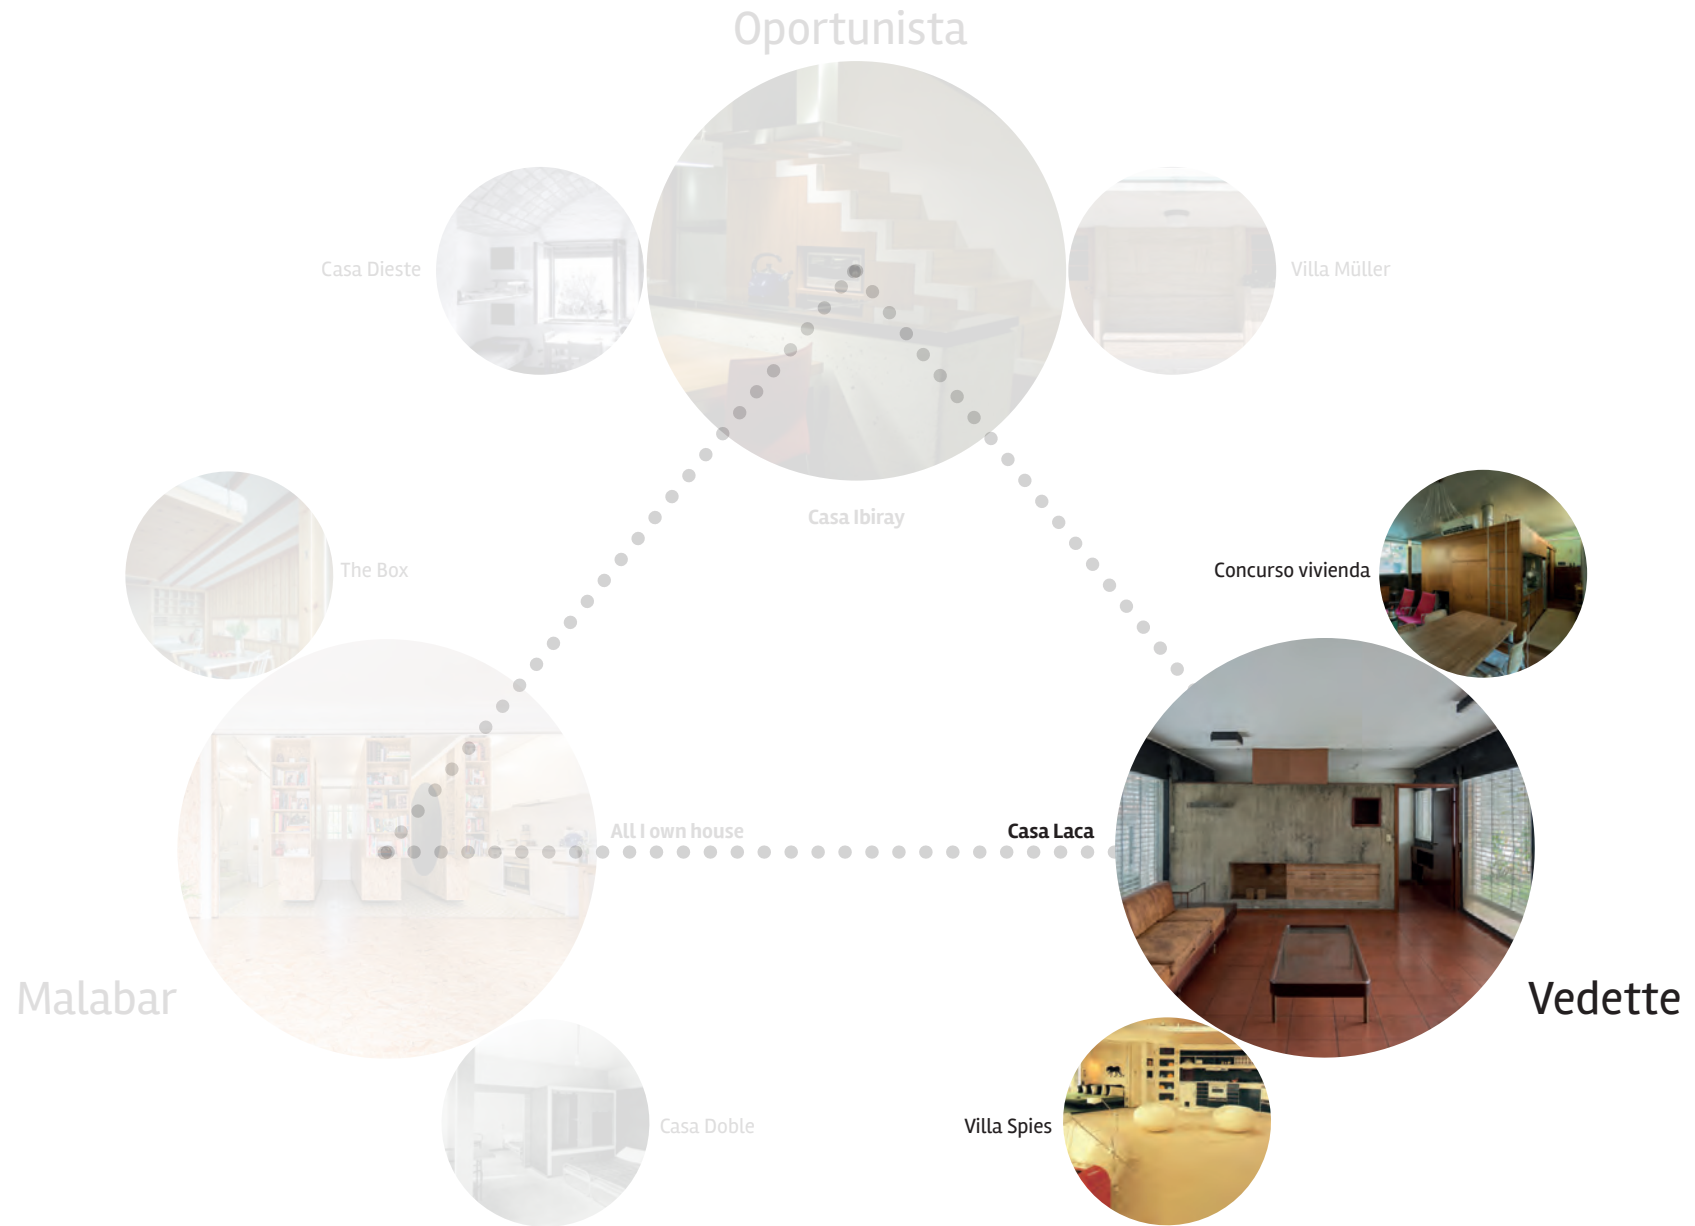 Oportunista
Casa Dieste
Villa Müller
Casa Ibiray
The Box
Concurso vivienda
All I own house
Casa Laca
Malabar
Vedette
Casa Doble
Villa Spies